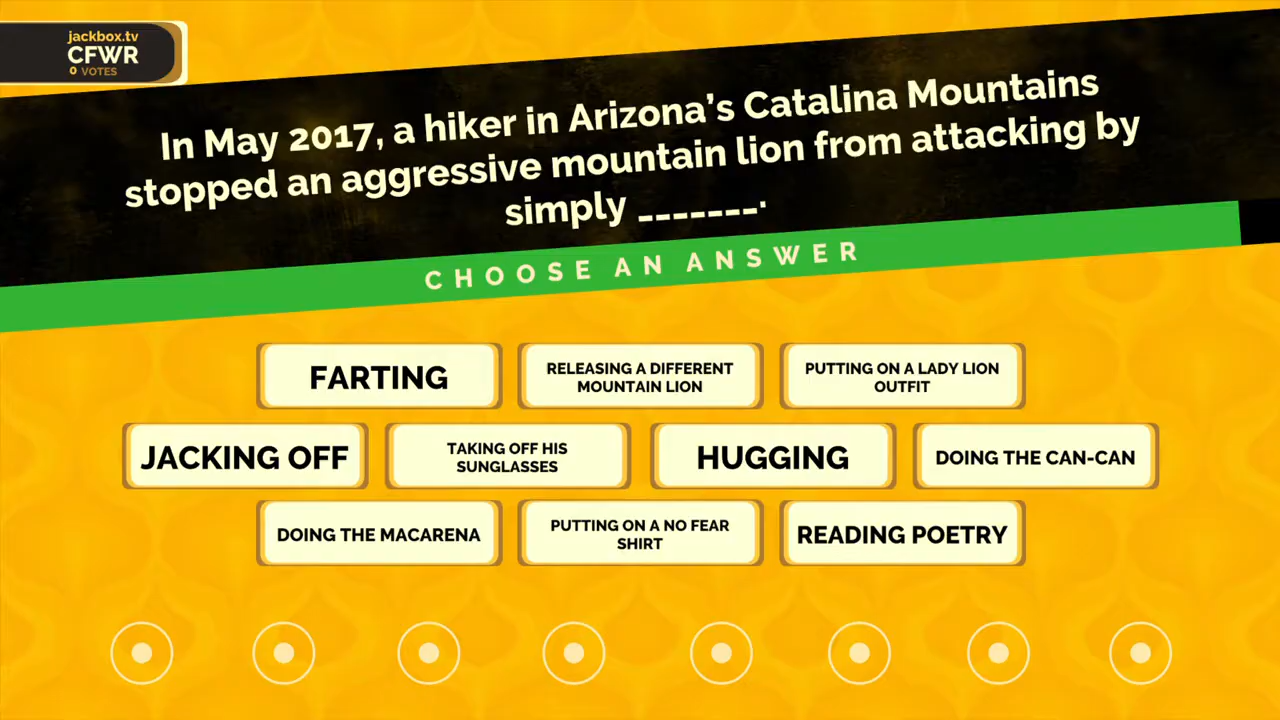 jackbox.tv
CFWR
0 VOTES
In May 2017, a hiker in Arizona's Catalina Mountains
stopped an aggressive mountain lion from attacking by
simply _______.
CHOOSE AN ANSWER
FARTING
RELEASING A DIFFERENT
MOUNTAIN LION
PUTTING ON A LADY LION
OUTFIT
JACKING OFF
TAKING OFF HIS
SUNGLASSES
HUGGING
DOING THE CAN-CAN
DOING THE MACARENA
PUTTING ON A NO FEAR
SHIRT
READING POETRY